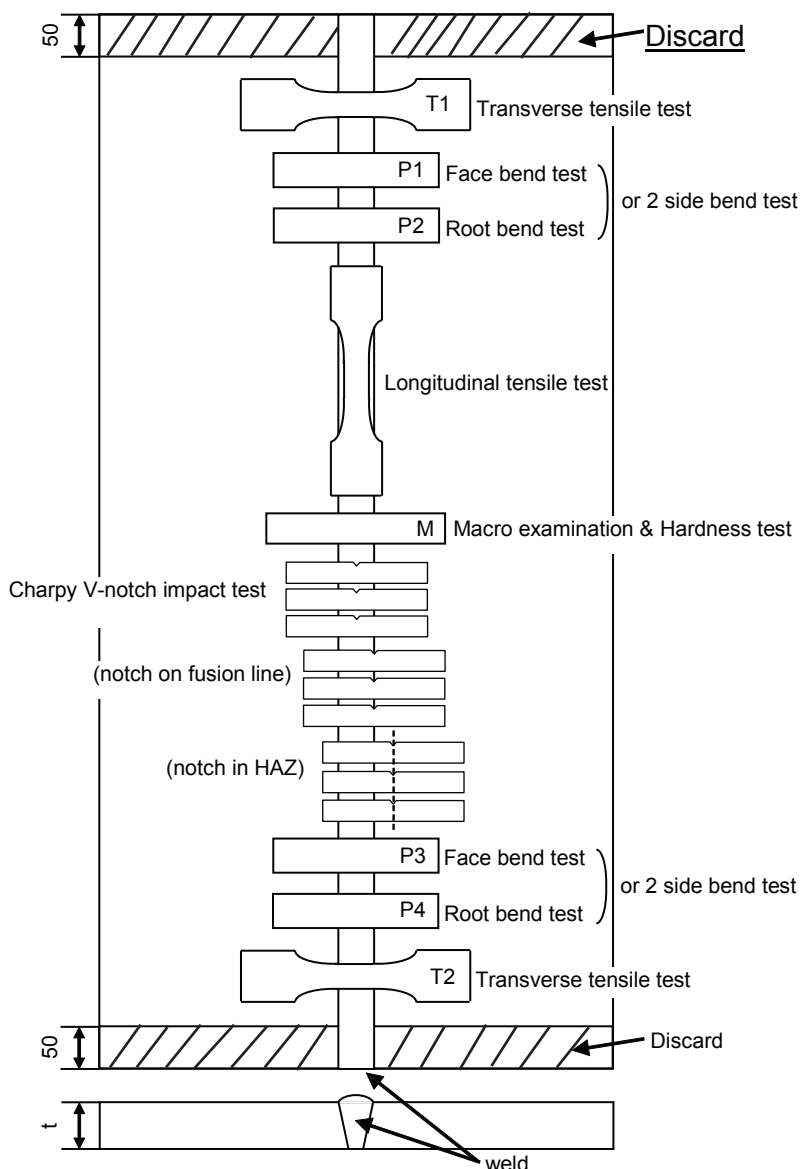 50
Discard
T1
Transverse tensile test
P1
Face bend test
or 2 side bend test
P2
Root bend test
Longitudinal tensile test
M
Macro examination & Hardness test
Charpy V-notch impact test
(notch on fusion line)
(notch in HAZ)
P3
Face bend test
or 2 side bend test
P4
Root bend test
T2
Transverse tensile test
50
Discard
t
weld